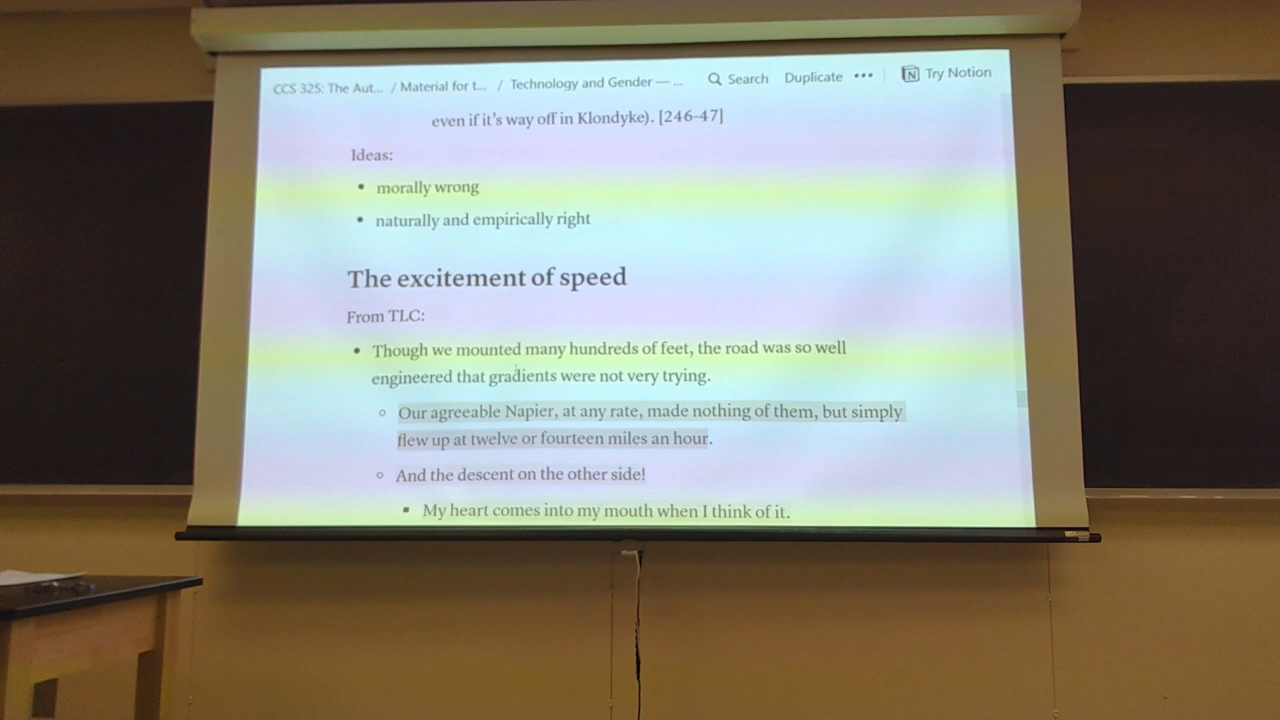 CCS 325: The Aut... / Material for t... / Technology and Gender — ... Search Duplicate ••• Try Notion
even if it's way off in Klondyke). [246-47]
Ideas:
• morally wrong
• naturally and empirically right
The excitement of speed
From TLC:
• Though we mounted many hundreds of feet, the road was so well
engineered that gradients were not very trying.
◦ Our agreeable Napier, at any rate, made nothing of them, but simply
flew up at twelve or fourteen miles an hour.
◦ And the descent on the other side!
▪ My heart comes into my mouth when I think of it.